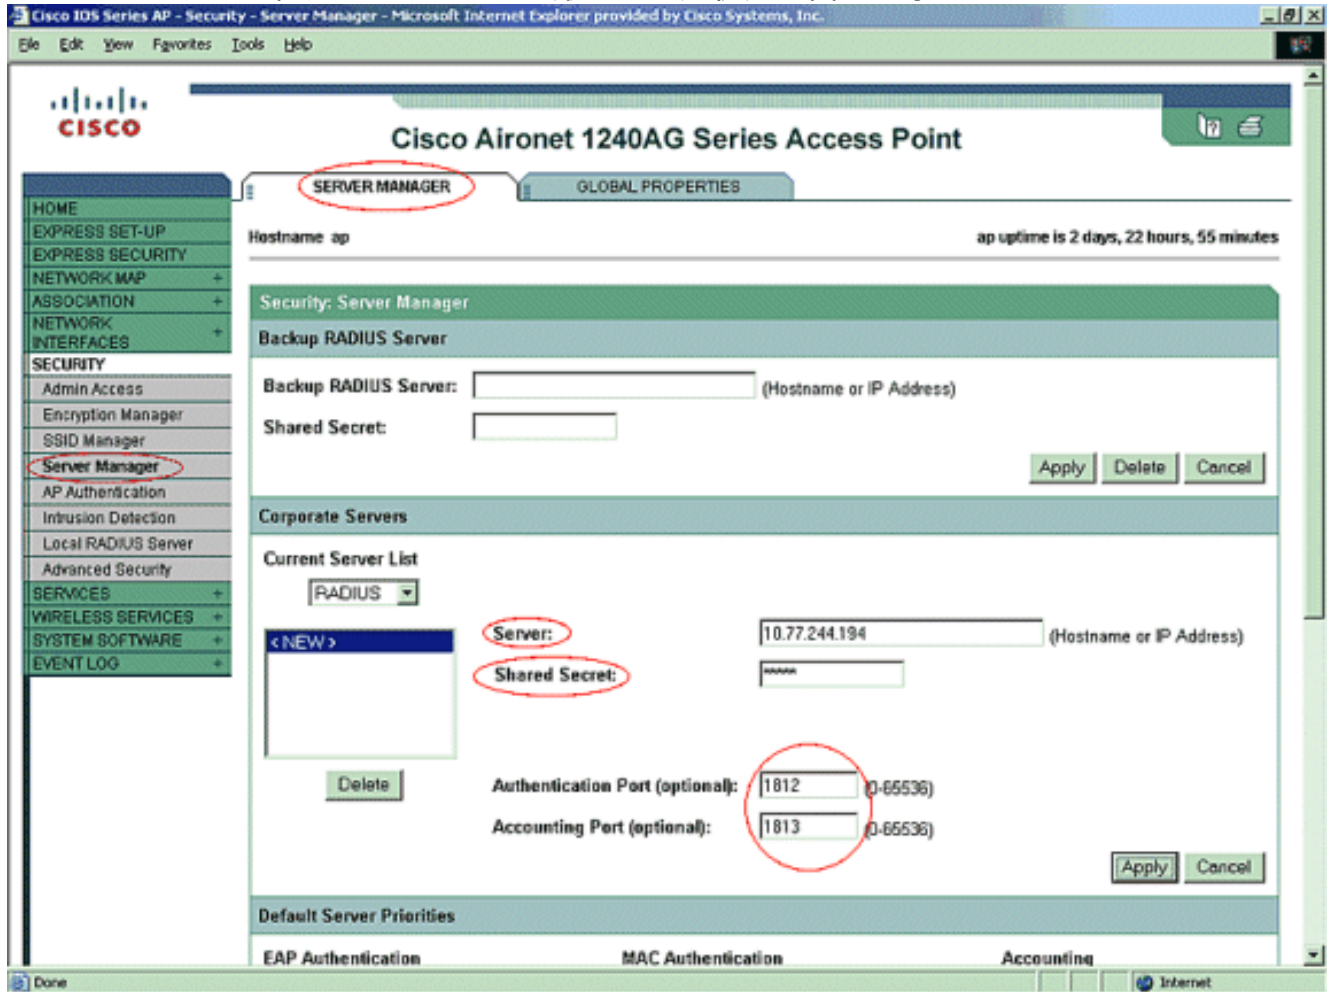 Cisco IOS Series AP - Security - Server Manager - Microsoft Internet Explorer provided by Cisco Systems, Inc.
File Edit View Favorites Tools Help
CISCO
Cisco Aironet 1240AG Series Access Point
SERVER MANAGER GLOBAL PROPERTIES
HOME
EXPRESS SET-UP
EXPRESS SECURITY
NETWORK MAP +
ASSOCIATION +
NETWORK
INTERFACES +
SECURITY
Admin Access
Encryption Manager
SSID Manager
Server Manager
AP Authentication
Intrusion Detection
Local RADIUS Server
Advanced Security
SERVICES +
WIRELESS SERVICES +
SYSTEM SOFTWARE +
EVENT LOG +
Hostname ap ap uptime is 2 days, 22 hours, 55 minutes
Security: Server Manager
Backup RADIUS Server
Backup RADIUS Server: (Hostname or IP Address)
Shared Secret:
Apply Delete Cancel
Corporate Servers
Current Server List
RADIUS
< NEW >
Delete
Server: 10.77.244.194 (Hostname or IP Address)
Shared Secret: *****
Authentication Port (optional): 1812 (0-65536)
Accounting Port (optional): 1813 (0-65536)
Apply Cancel
Default Server Priorities
EAP Authentication MAC Authentication Accounting
Done Internet